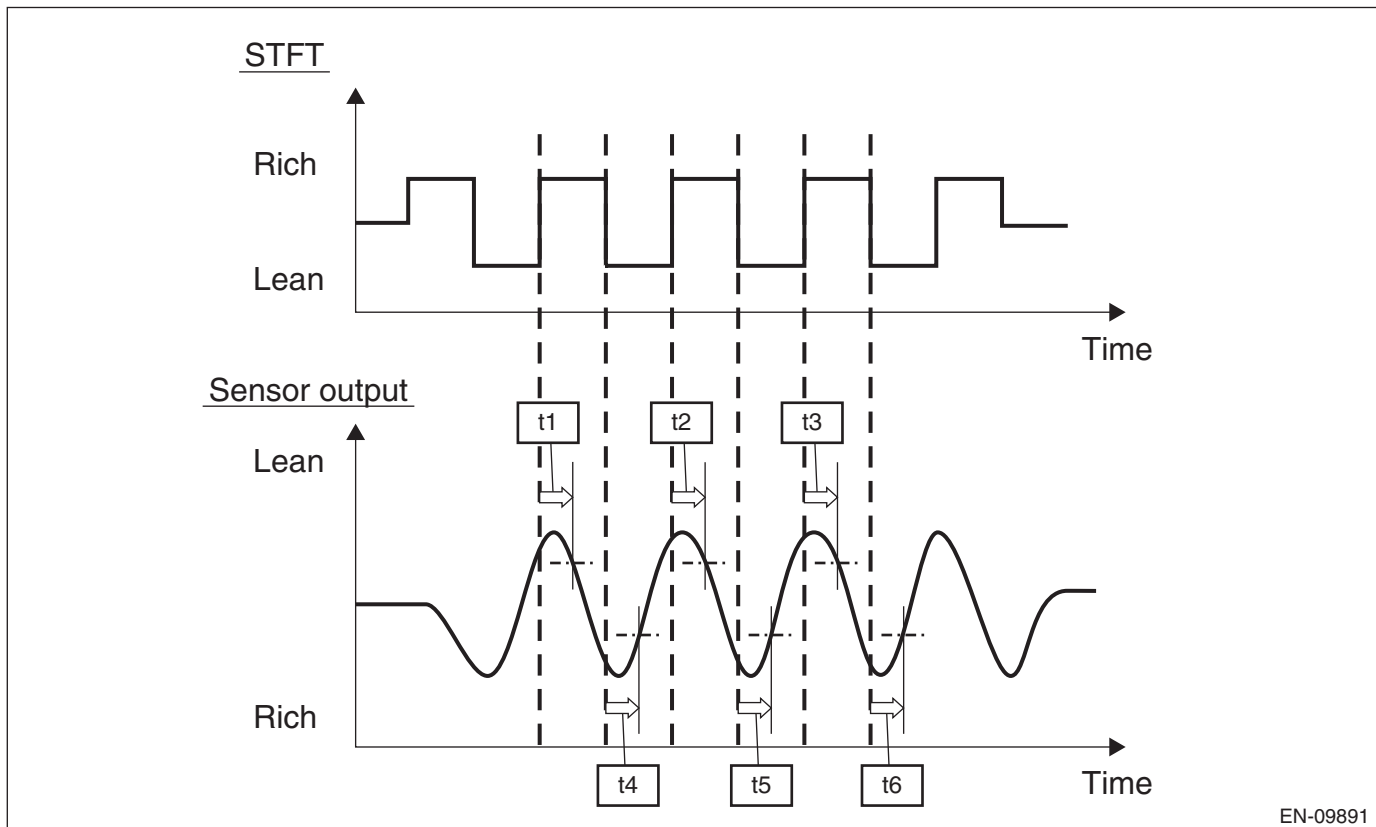 STFT
Rich
Lean
Time
Sensor output
t1
t2
t3
Lean
Rich
t4
t5
t6
Time
EN-09891